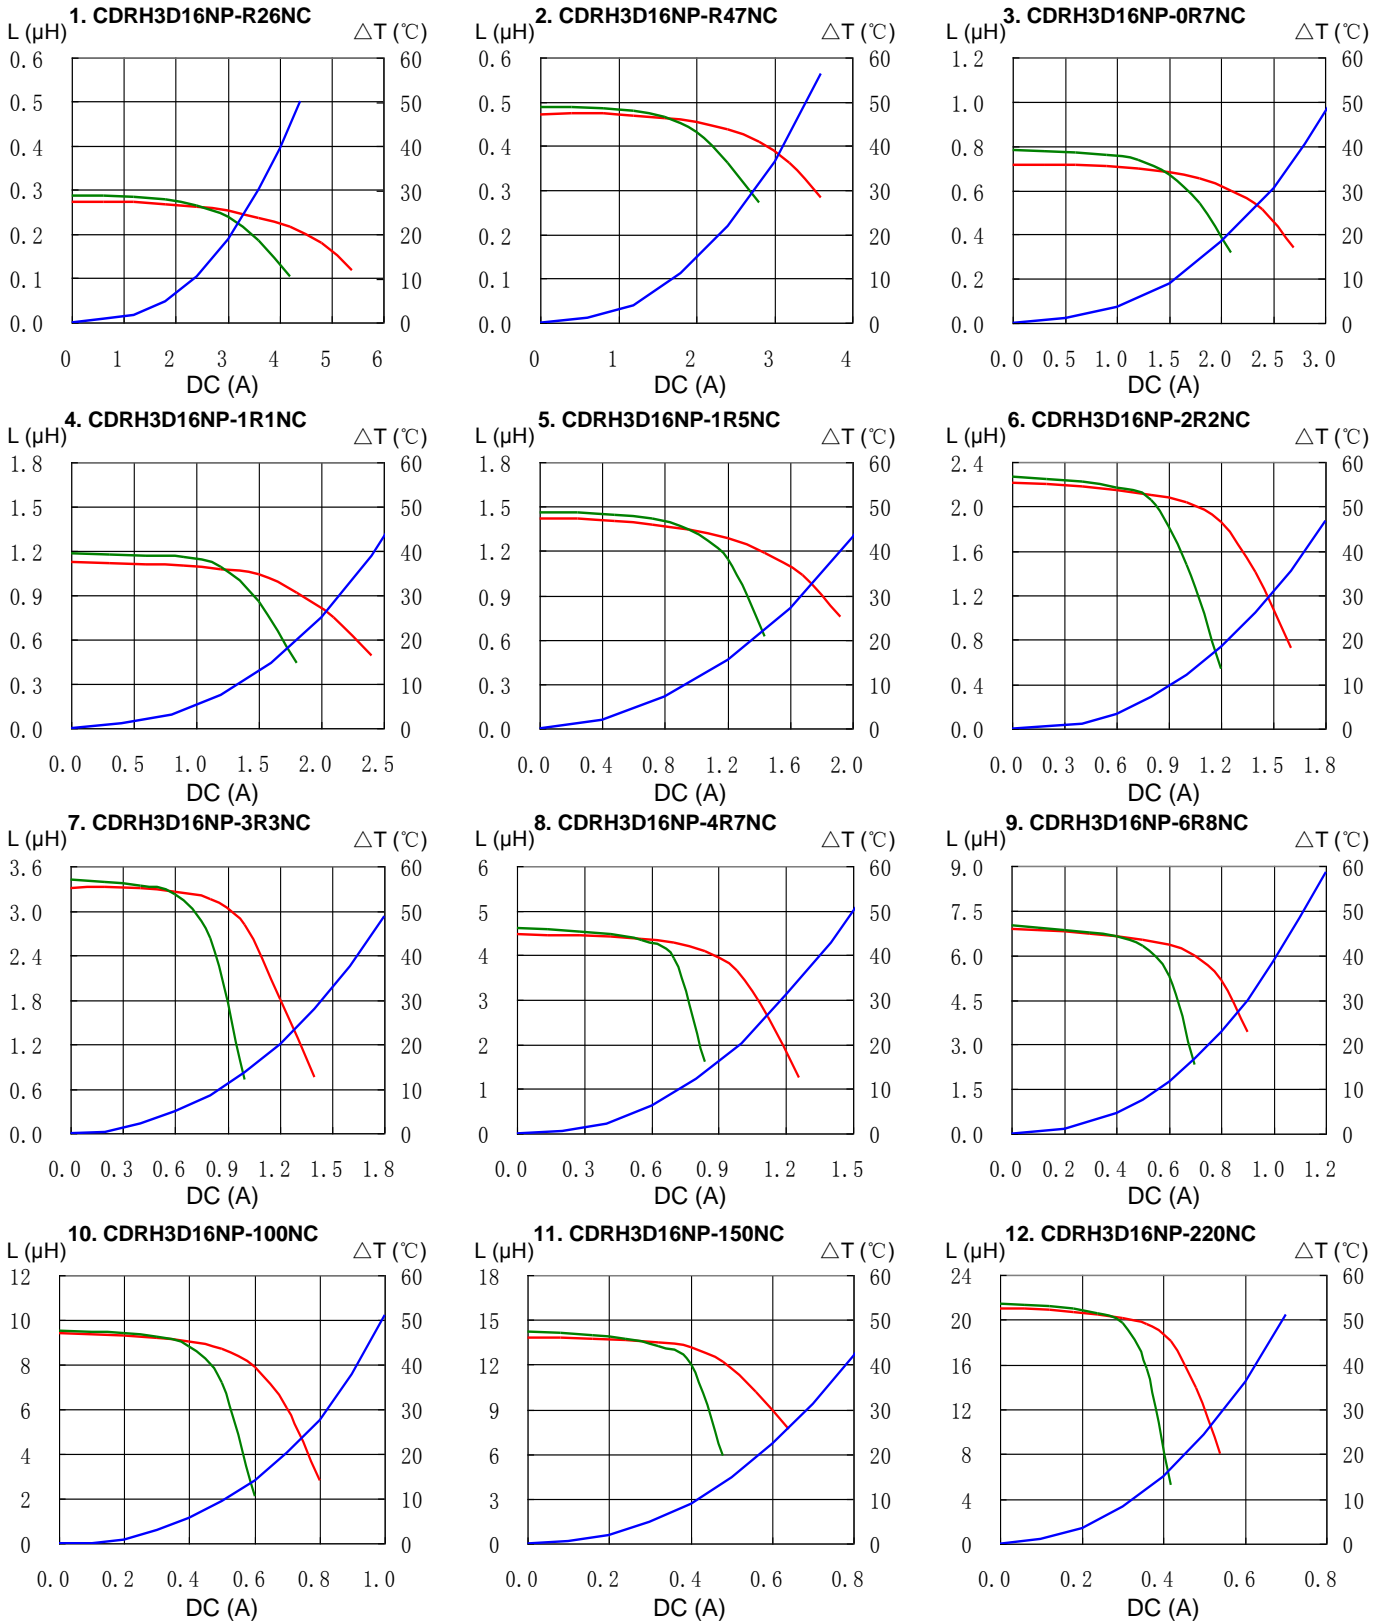 1. CDRH3D16NP-R26NC
L (μH)
△T (℃)
0.6
0.5
0.4
0.3
0.2
0.1
0.0
60
50
40
30
20
10
0
0 1 2 3 4 5 6
DC (A)
2. CDRH3D16NP-R47NC
L (μH)
△T (℃)
0.6
0.5
0.4
0.3
0.2
0.1
0.0
60
50
40
30
20
10
0
0 1 2 3 4
DC (A)
3. CDRH3D16NP-0R7NC
L (μH)
△T (℃)
1.2
1.0
0.8
0.6
0.4
0.2
0.0
60
50
40
30
20
10
0
0.0 0.5 1.0 1.5 2.0 2.5 3.0
DC (A)
4. CDRH3D16NP-1R1NC
L (μH)
△T (℃)
1.8
1.5
1.2
0.9
0.6
0.3
0.0
60
50
40
30
20
10
0
0.0 0.5 1.0 1.5 2.0 2.5
DC (A)
5. CDRH3D16NP-1R5NC
L (μH)
△T (℃)
1.8
1.5
1.2
0.9
0.6
0.3
0.0
60
50
40
30
20
10
0
0.0 0.4 0.8 1.2 1.6 2.0
DC (A)
6. CDRH3D16NP-2R2NC
L (μH)
△T (℃)
2.4
2.0
1.6
1.2
0.8
0.4
0.0
60
50
40
30
20
10
0
0.0 0.3 0.6 0.9 1.2 1.5 1.8
DC (A)
7. CDRH3D16NP-3R3NC
L (μH)
△T (℃)
3.6
3.0
2.4
1.8
1.2
0.6
0.0
60
50
40
30
20
10
0
0.0 0.3 0.6 0.9 1.2 1.5 1.8
DC (A)
8. CDRH3D16NP-4R7NC
L (μH)
△T (℃)
6
5
4
3
2
1
0
60
50
40
30
20
10
0
0.0 0.3 0.6 0.9 1.2 1.5
DC (A)
9. CDRH3D16NP-6R8NC
L (μH)
△T (℃)
9.0
7.5
6.0
4.5
3.0
1.5
0.0
60
50
40
30
20
10
0
0.0 0.2 0.4 0.6 0.8 1.0 1.2
DC (A)
10. CDRH3D16NP-100NC
L (μH)
△T (℃)
12
10
8
6
4
2
0
60
50
40
30
20
10
0
0.0 0.2 0.4 0.6 0.8 1.0
DC (A)
11. CDRH3D16NP-150NC
L (μH)
△T (℃)
18
15
12
9
6
3
0
60
50
40
30
20
10
0
0.0 0.2 0.4 0.6 0.8
DC (A)
12. CDRH3D16NP-220NC
L (μH)
△T (℃)
24
20
16
12
8
4
0
60
50
40
30
20
10
0
0.0 0.2 0.4 0.6 0.8
DC (A)